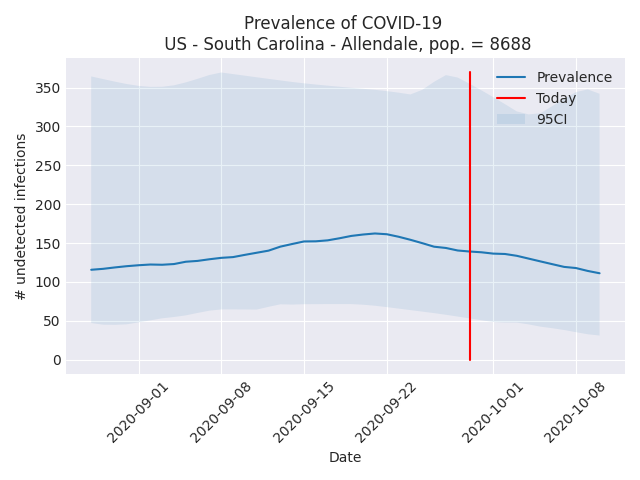 Prevalence of COVID-19
US - South Carolina - Allendale, pop. = 8688
Prevalence
Today
95CI
350
300
250
200
150
100
50
0
# undetected infections
2020-09-01
2020-09-08
2020-09-15
2020-09-22
2020-10-01
2020-10-08
Date